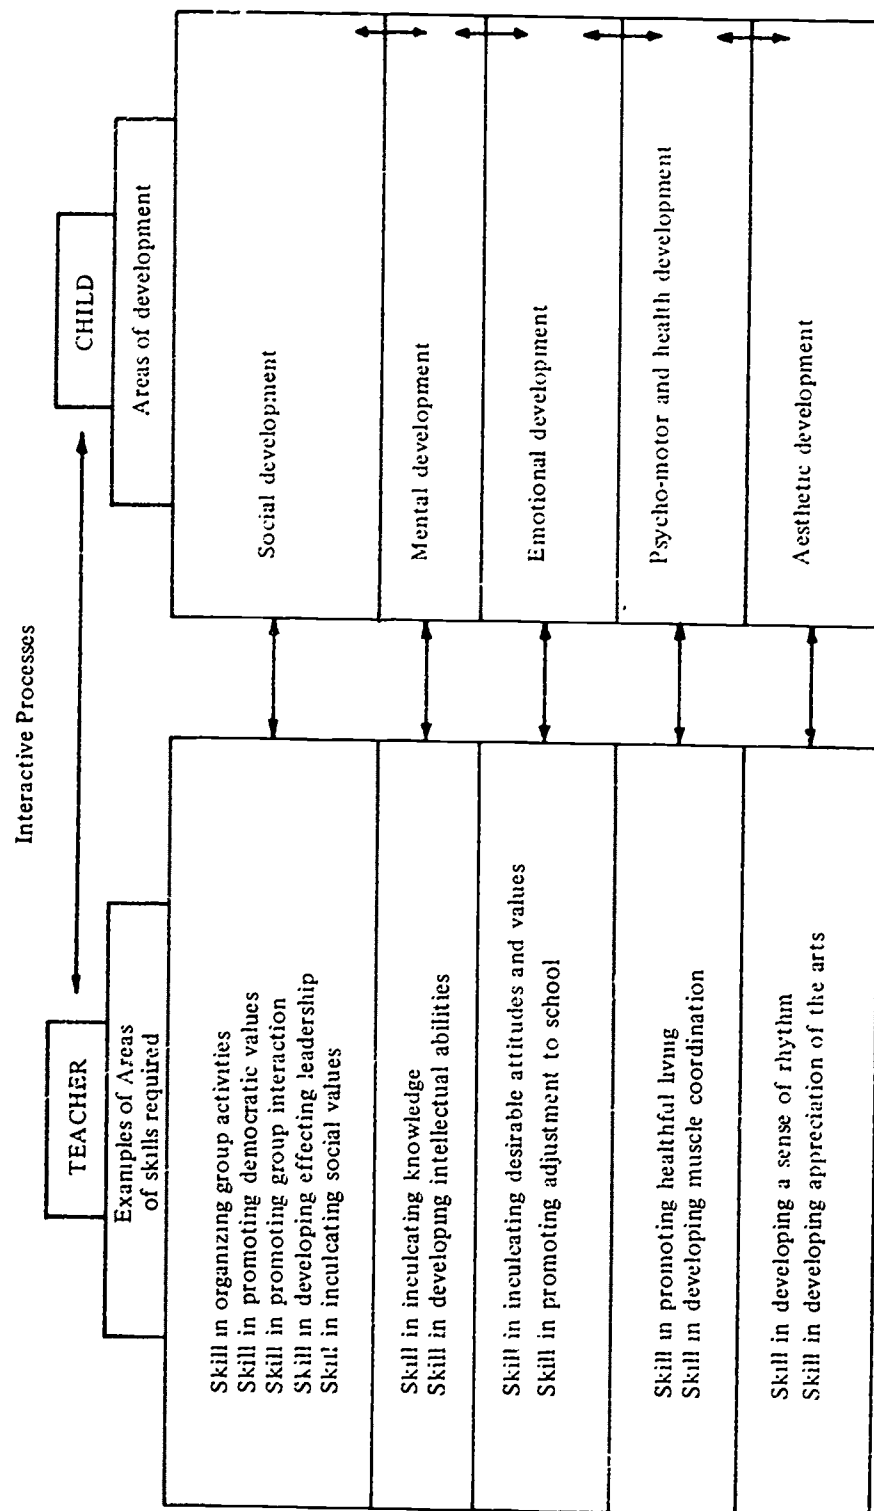 Interactive Processes
TEACHER
Examples of Areas
of skills required
Skill in organizing group activities
Skill in promoting democratic values
Skill in promoting group interaction
Skill in developing effecting leadership
Skill in inculcating social values
Skill in inculcating knowledge
Skill in developing intellectual abilities
Skill in inculcating desirable attitudes and values
Skill in promoting adjustment to school
Skill in promoting healthful living
Skill in developing muscle coordination
Skill in developing a sense of rhythm
Skill in developing appreciation of the arts
CHILD
Areas of development
Social development
Mental development
Emotional development
Psycho-motor and health development
Aesthetic development